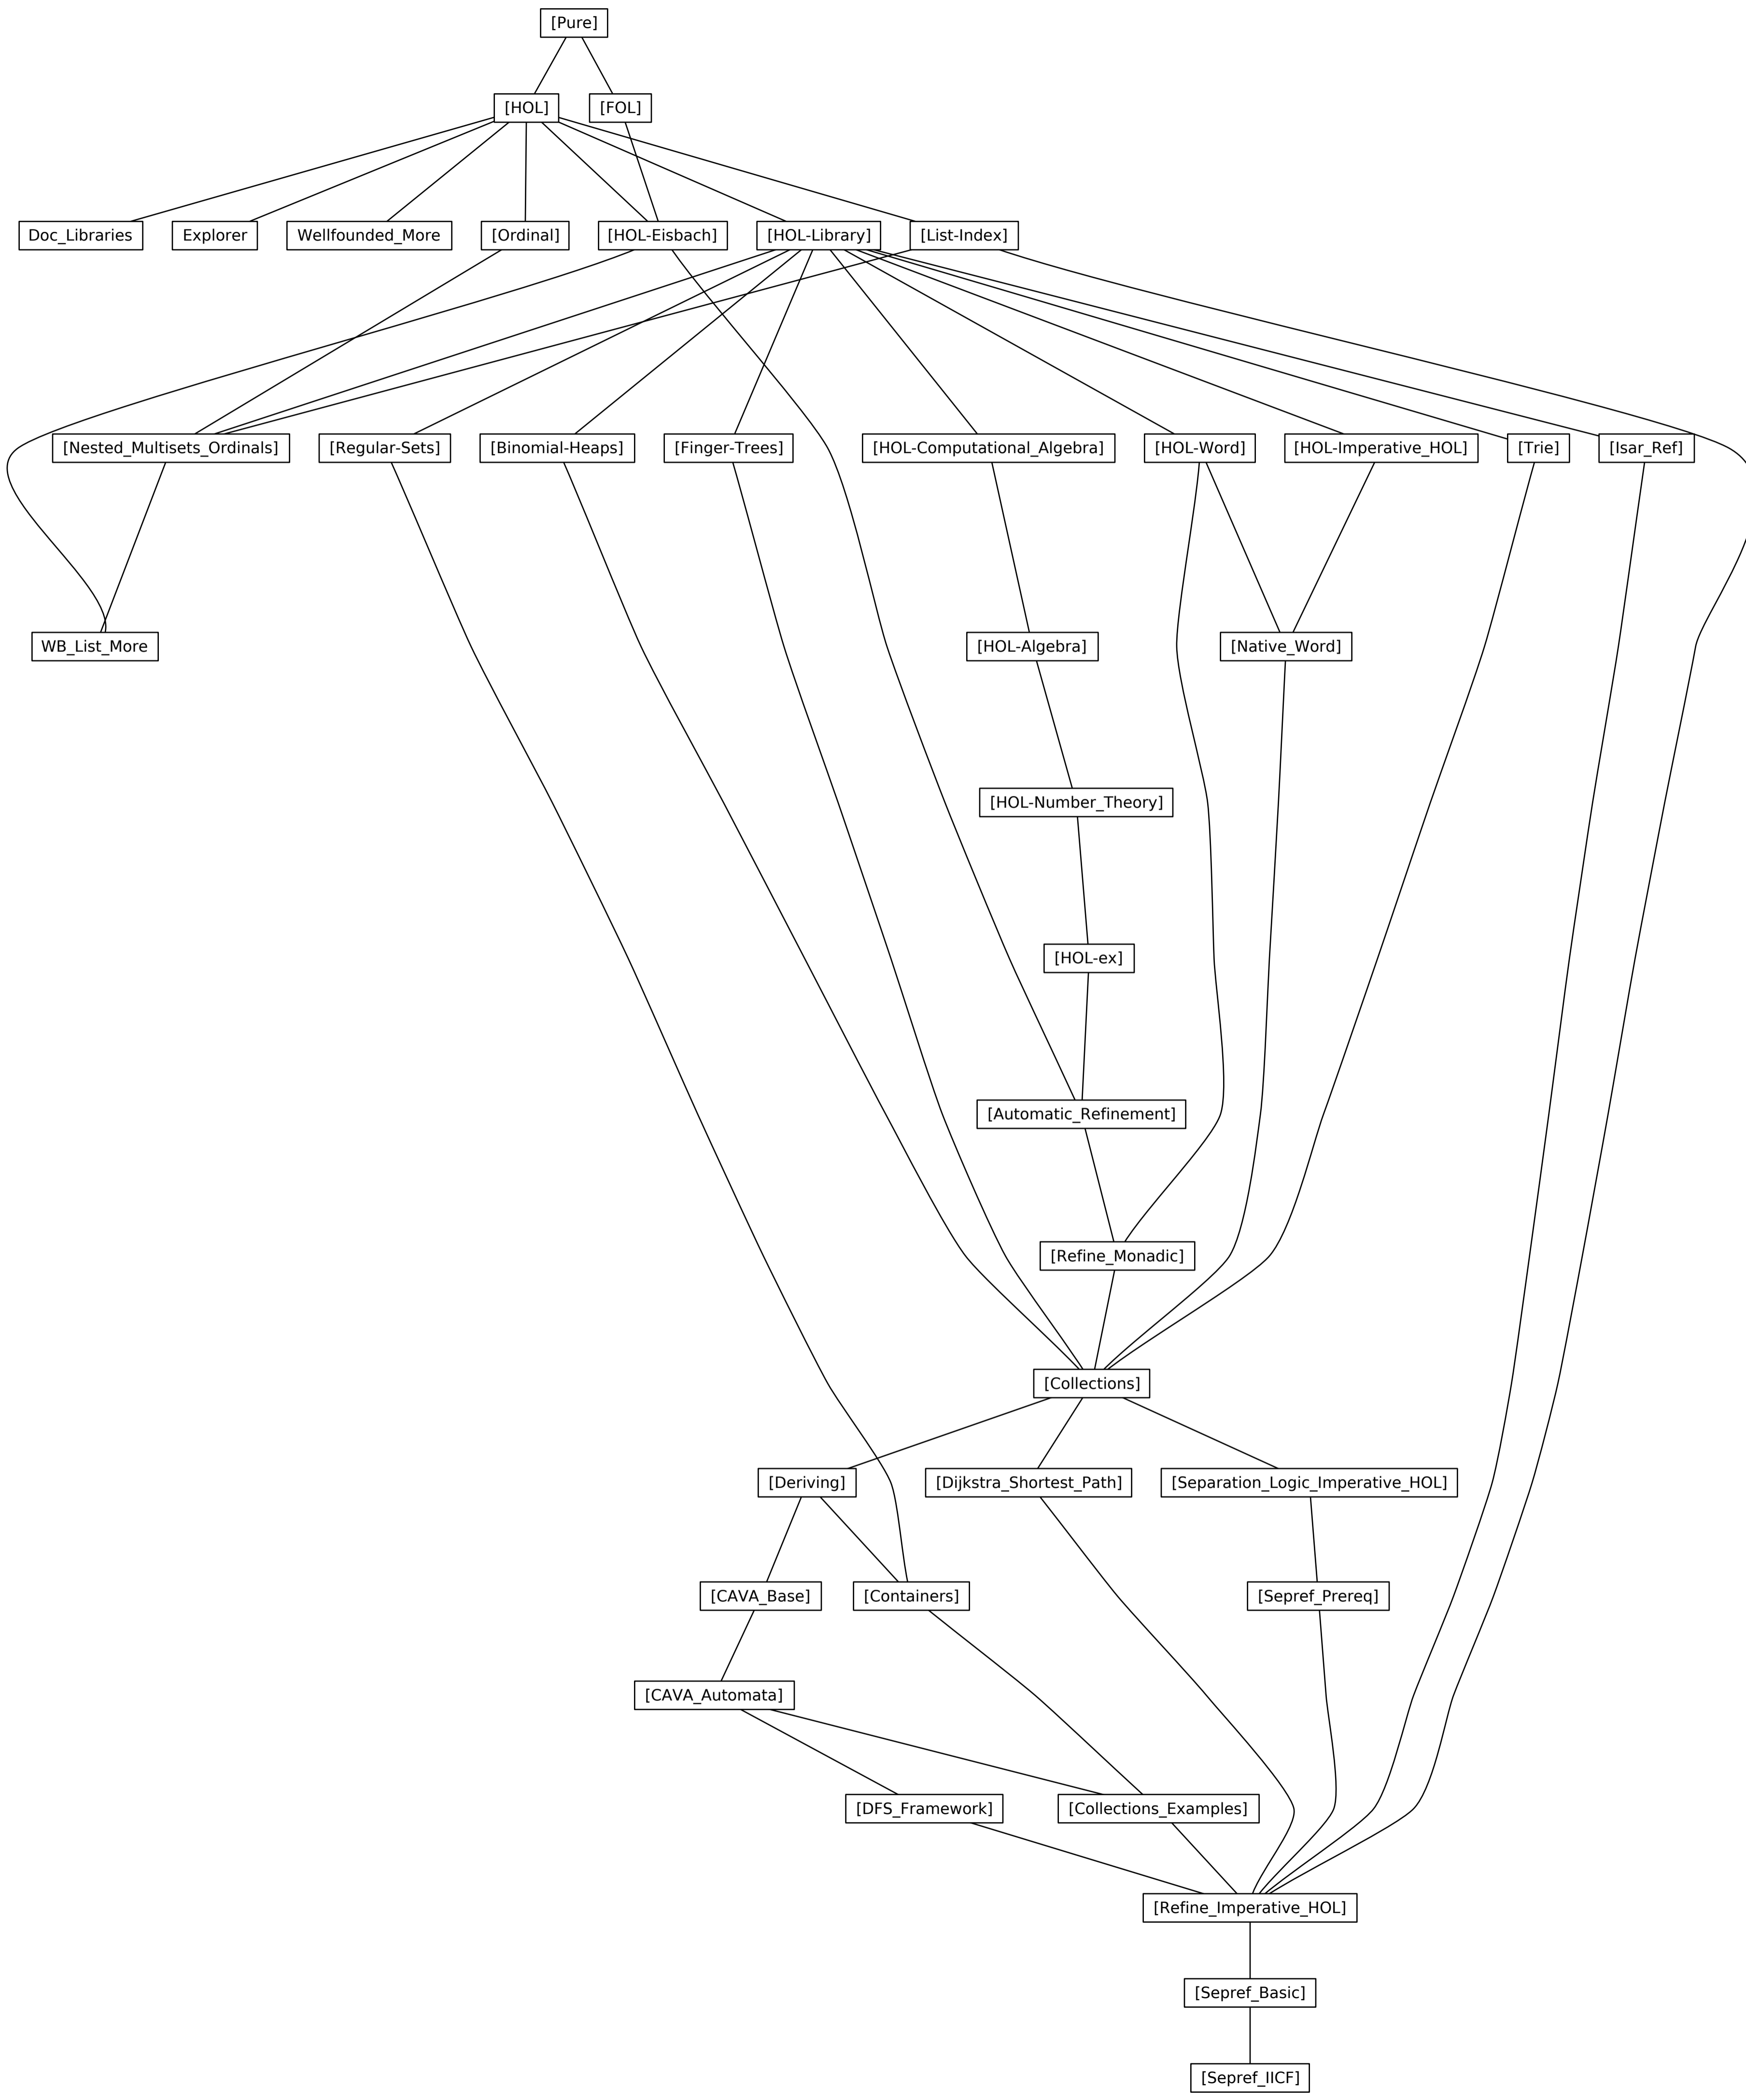 [Pure]
[HOL]
[FOL]
Doc_Libraries
Explorer
Wellfounded_More
[Ordinal]
[HOL-Eisbach]
[HOL-Library]
[List-Index]
[Nested_Multisets_Ordinals]
[Regular-Sets]
[Binomial-Heaps]
[Finger-Trees]
[HOL-Computational_Algebra]
[HOL-Word]
[HOL-Imperative_HOL]
[Trie]
[Isar_Ref]
WB_List_More
[HOL-Algebra]
[Native_Word]
[HOL-Number_Theory]
[HOL-ex]
[Automatic_Refinement]
[Refine_Monadic]
[Collections]
[Deriving]
[Dijkstra_Shortest_Path]
[Separation_Logic_Imperative_HOL]
[CAVA_Base]
[Containers]
[Sepref_Prereq]
[CAVA_Automata]
[DFS_Framework]
[Collections_Examples]
[Refine_Imperative_HOL]
[Sepref_Basic]
[Sepref_IICF]